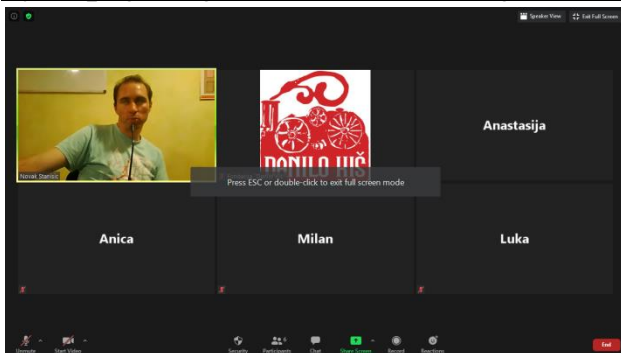 Speaker View
Exit Full Screen
Novak Stanisic
DANILO KIŠ
Anastasija
Press ESC or double-click to exit full screen mode
Anica
Milan
Luka
Unmute
Start Video
Security
Participants
6
Chat
Share Screen
Record
Reactions
End